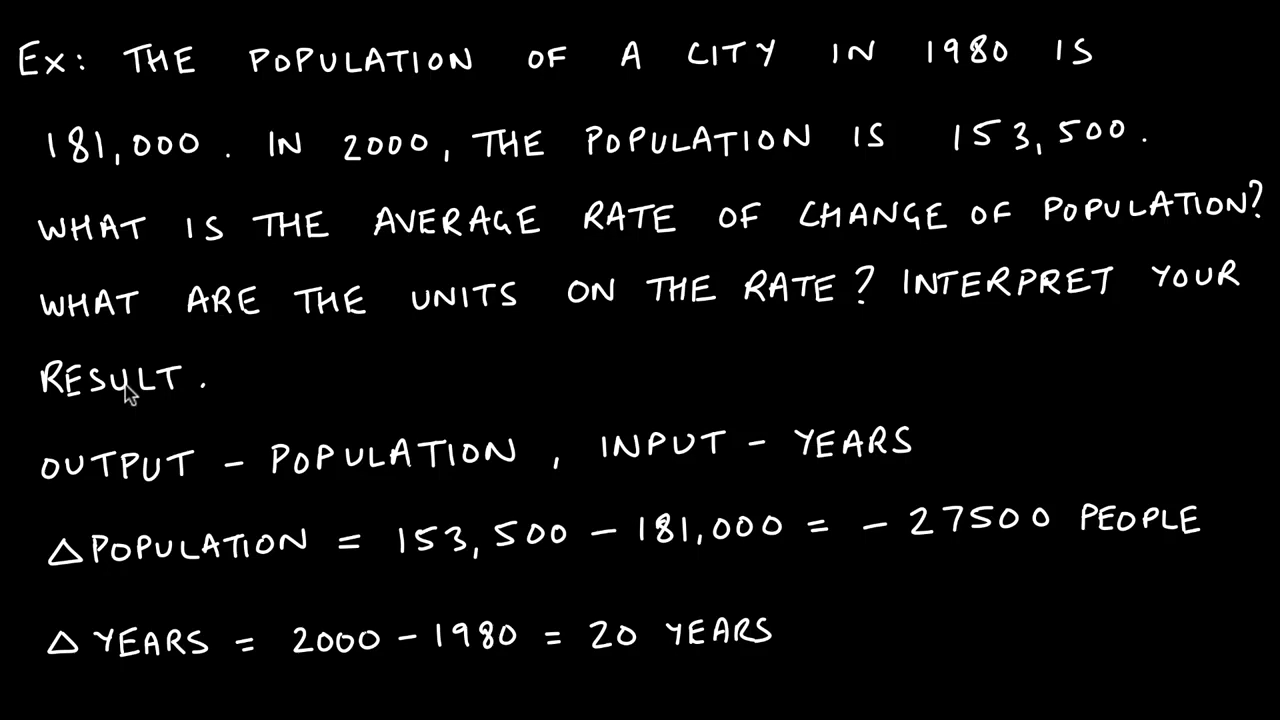 EX: THE POPULATION OF A CITY IN 1980 IS
181,000. IN 2000, THE POPULATION IS 153,500.
WHAT IS THE AVERAGE RATE OF CHANGE OF POPULATION?
WHAT ARE THE UNITS ON THE RATE? INTERPRET YOUR
RESULT.
OUTPUT - POPULATION, INPUT - YEARS
△POPULATION = 153,500 - 181,000 = - 27500 PEOPLE
△ YEARS = 2000 - 1980 = 20 YEARS